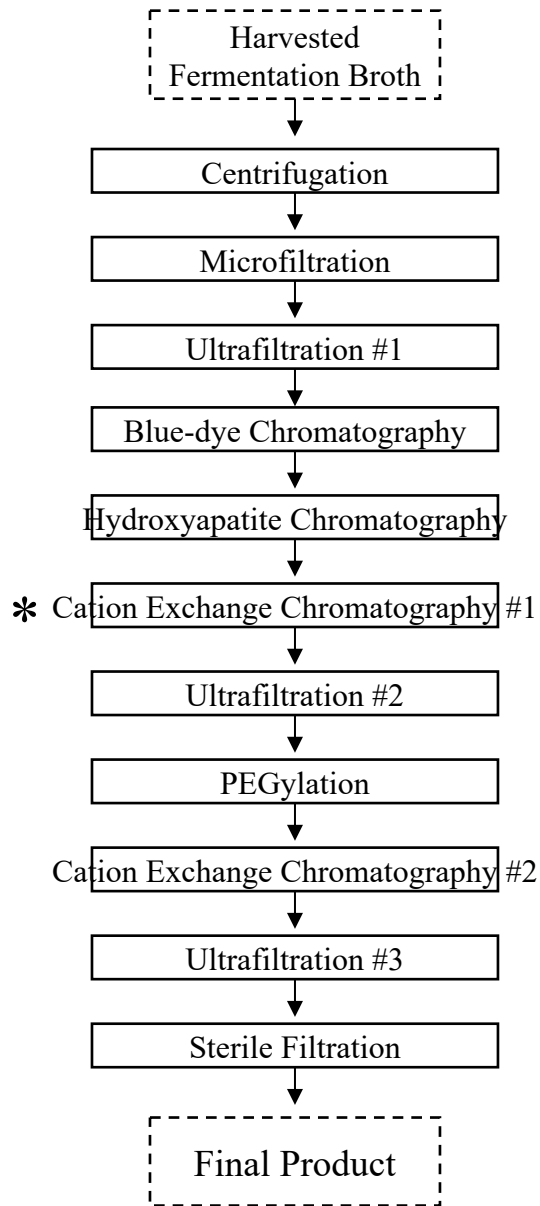 Harvested
Fermentation Broth
Centrifugation
Microfiltration
Ultrafiltration #1
Blue-dye Chromatography
Hydroxyapatite Chromatography
* Cation Exchange Chromatography #1
Ultrafiltration #2
PEGylation
Cation Exchange Chromatography #2
Ultrafiltration #3
Sterile Filtration
Final Product